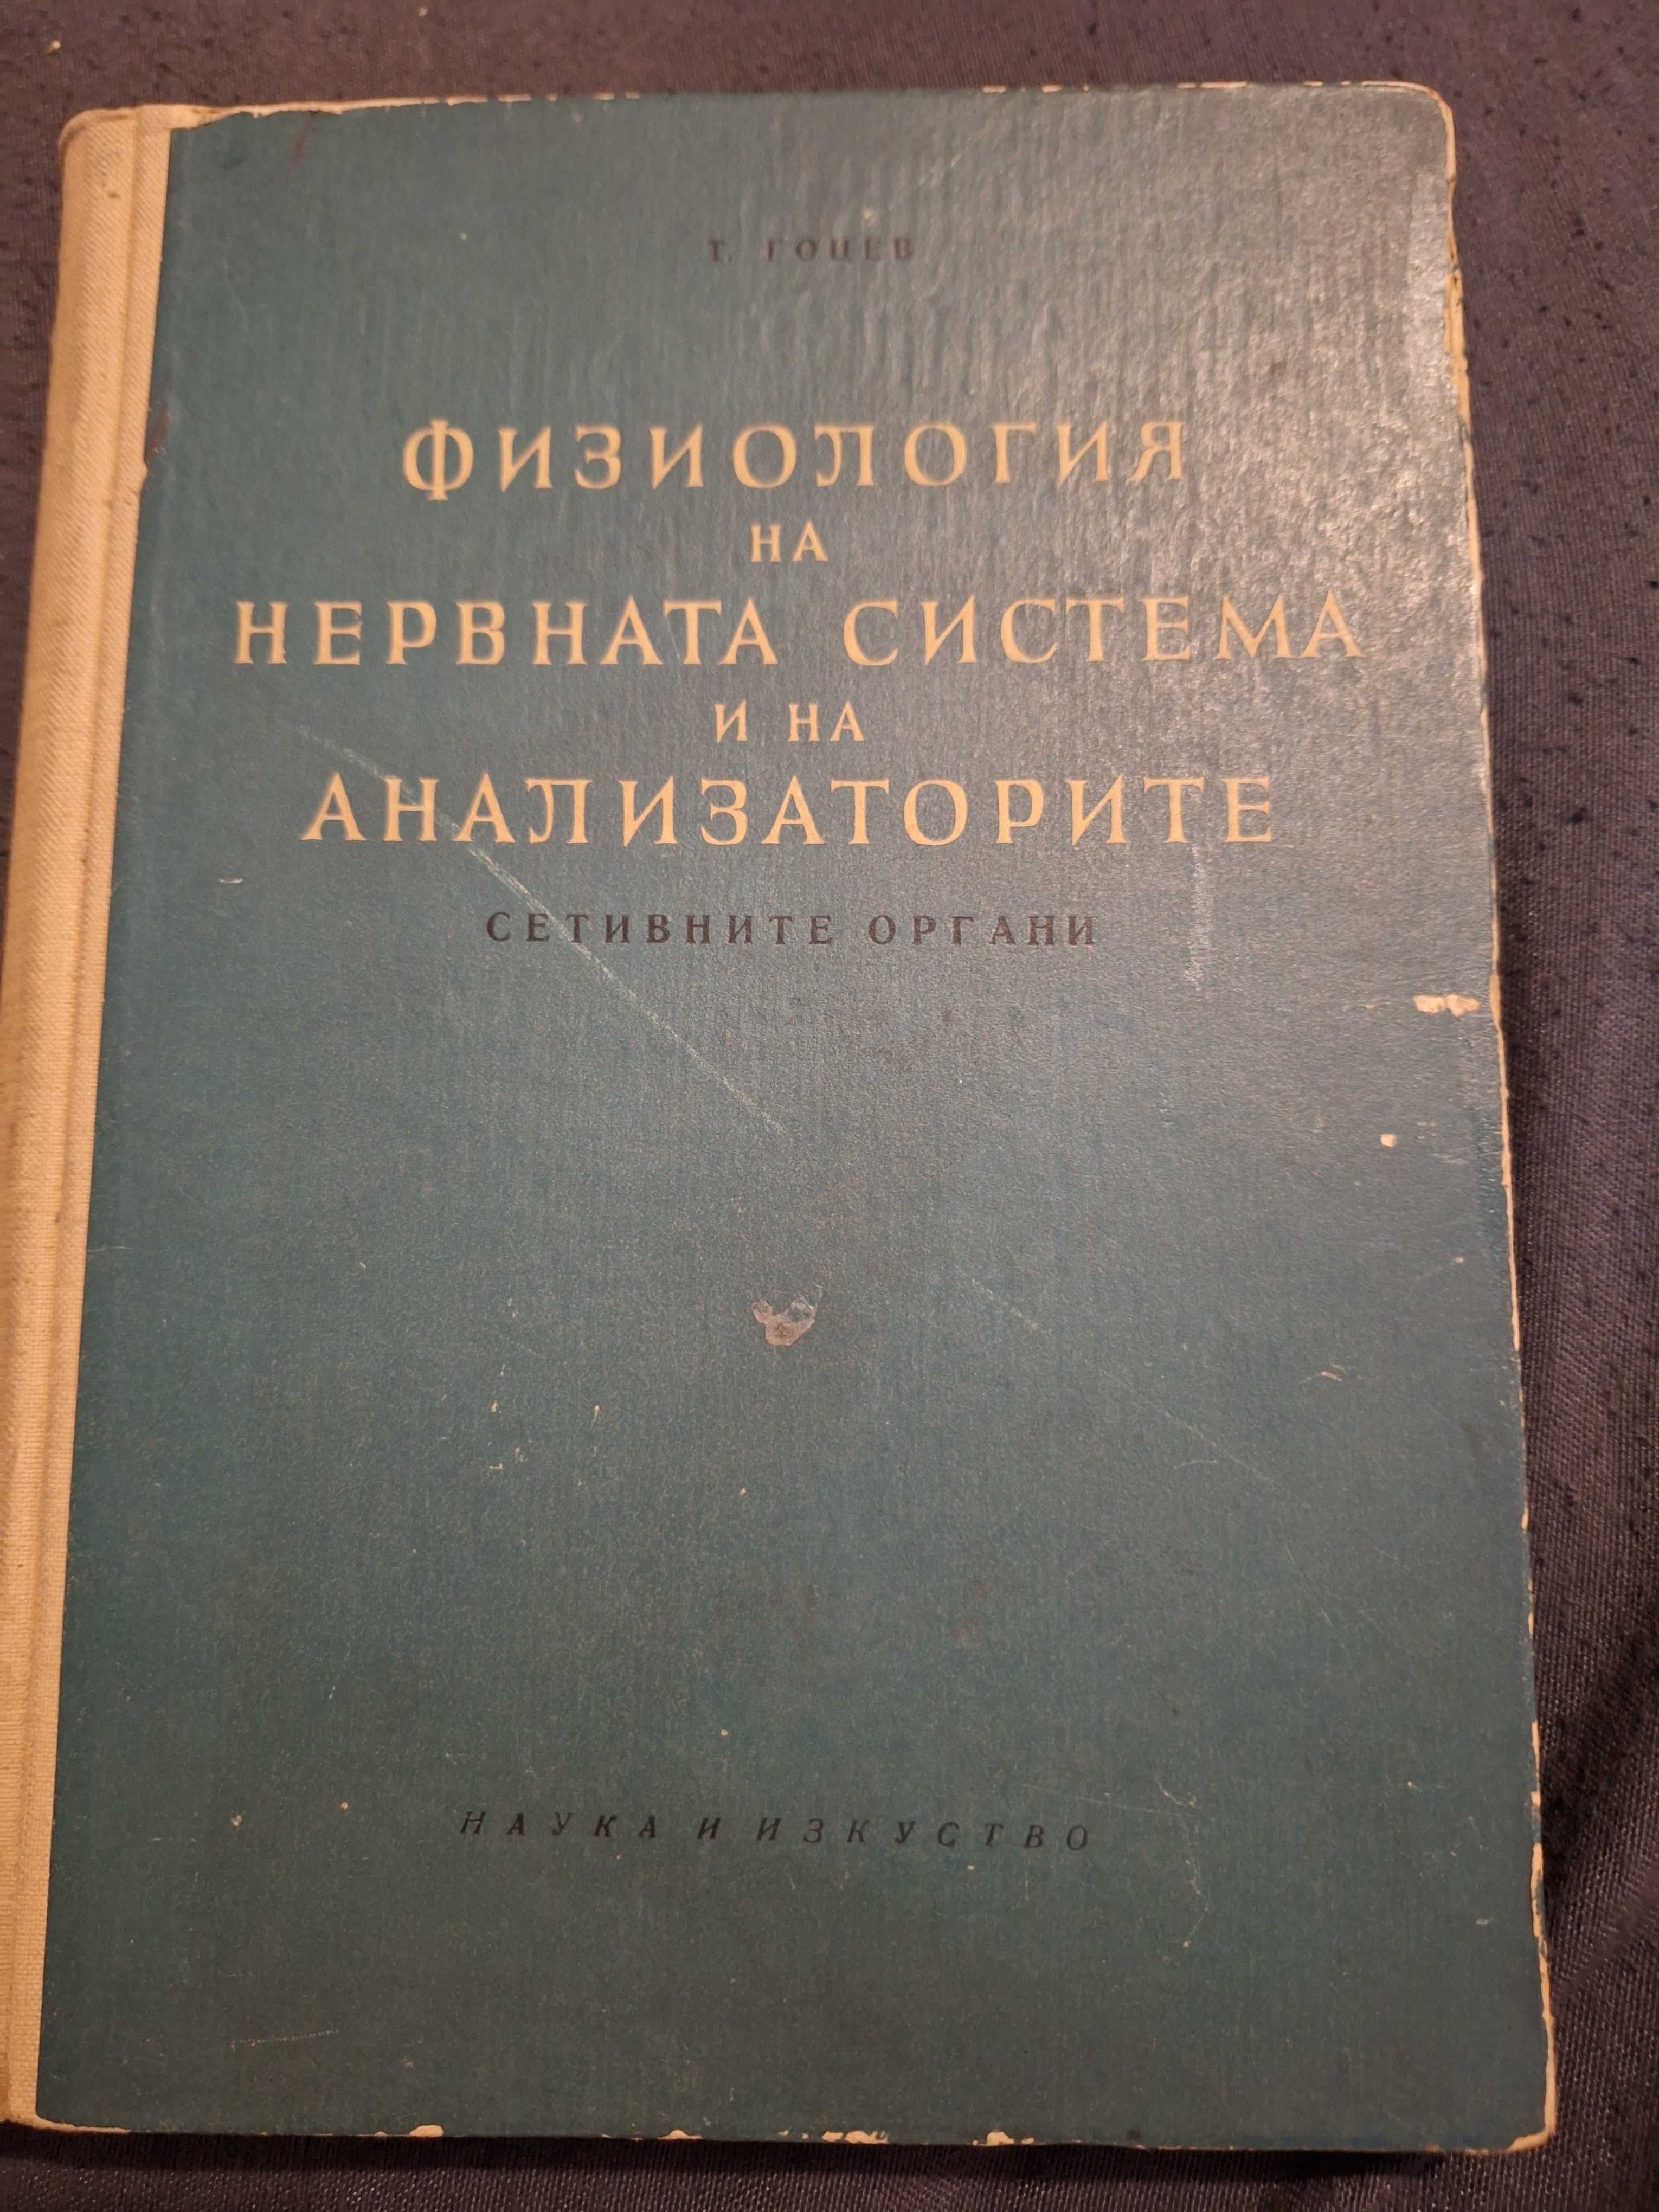 Т. ГОЦЕВ
ФИЗИОЛОГИЯ
НА
НЕРВНАТА СИСТЕМА
И НА
АНАЛИЗАТОРИТЕ
СЕТИВНИТЕ ОРГАНИ
НАУКА И ИЗКУСТВО